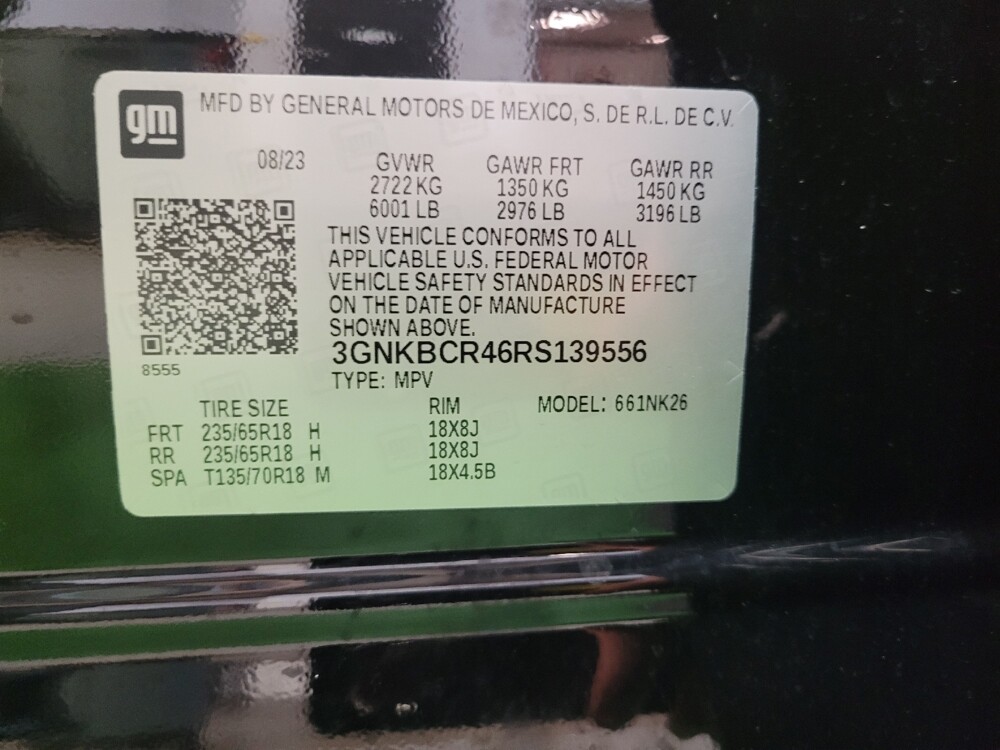 gm
MFD BY GENERAL MOTORS DE MEXICO, S. DE R.L. DE C.V.
08/23 GVWR GAWR FRT GAWR RR
2722 KG 1350 KG 1450 KG
6001 LB 2976 LB 3196 LB
THIS VEHICLE CONFORMS TO ALL
APPLICABLE U.S. FEDERAL MOTOR
VEHICLE SAFETY STANDARDS IN EFFECT
ON THE DATE OF MANUFACTURE
SHOWN ABOVE.
3GNKBCR46RS139556
8555
TYPE: MPV
TIRE SIZE RIM MODEL: 661NK26
FRT 235/65R18 H 18X8J
RR 235/65R18 H 18X8J
SPA T135/70R18 M 18X4.5B